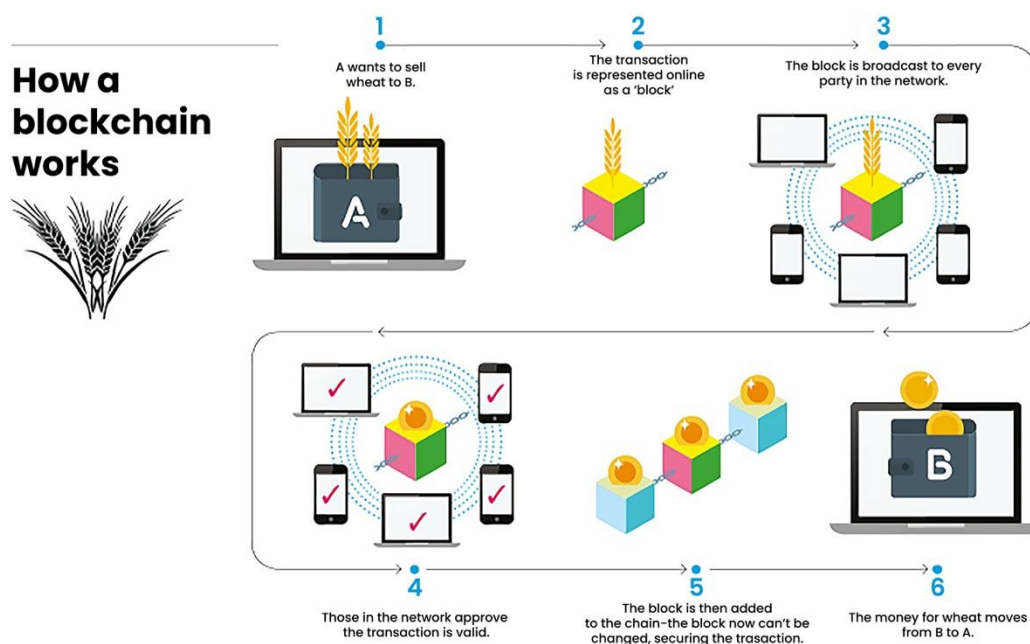 How a
blockchain
works
1
A wants to sell
wheat to B.
A
2
The transaction
is represented online
as a ‘block’
3
The block is broadcast to every
party in the network.
4
Those in the network approve
the transaction is valid.
5
The block is then added
to the chain-the block now can't be
changed, securing the trasaction.
6
The money for wheat moves
from B to A.
B